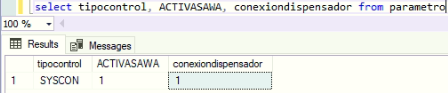 select tipocontrol, ACTIVASAWA, conexiondispensador from parametro
100 %
Results Messages
tipocontrol ACTIVASAWA conexiondispensador
1 SYSCON 1 1